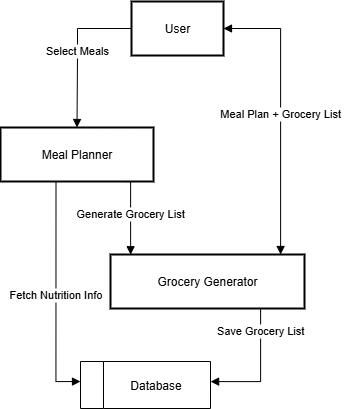 User
Select Meals
Meal Plan + Grocery List
Meal Planner
Generate Grocery List
Grocery Generator
Fetch Nutrition Info
Save Grocery List
Database